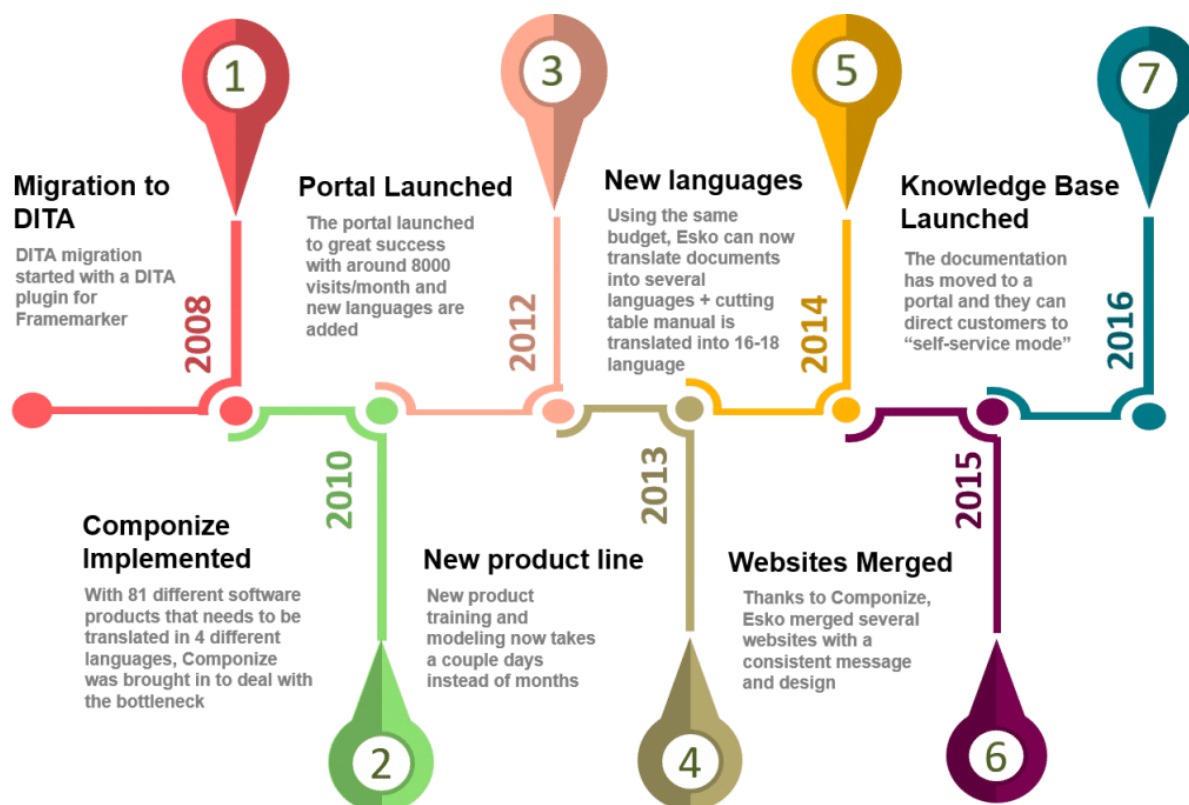 1
Migration to
DITA
DITA migration
started with a DITA
plugin for
Framemarker
2008
Componize
Implemented
With 81 different software
products that needs to be
translated in 4 different
languages, Componize
was brought in to deal with
the bottleneck
2010
2
3
Portal Launched
The portal launched
to great success
with around 8000
visits/month and
new languages are
added
2012
New product line
New product
training and
modeling now takes
a couple days
instead of months
2013
4
5
New languages
Using the same
budget, Esko can now
translate documents
into several
languages + cutting
table manual is
translated into 16-18
language
2014
Websites Merged
Thanks to Componize,
Esko merged several
websites with a
consistent message
and design
2015
6
7
Knowledge Base
Launched
The documentation
has moved to a
portal and they can
direct customers to
“self-service mode”
2016